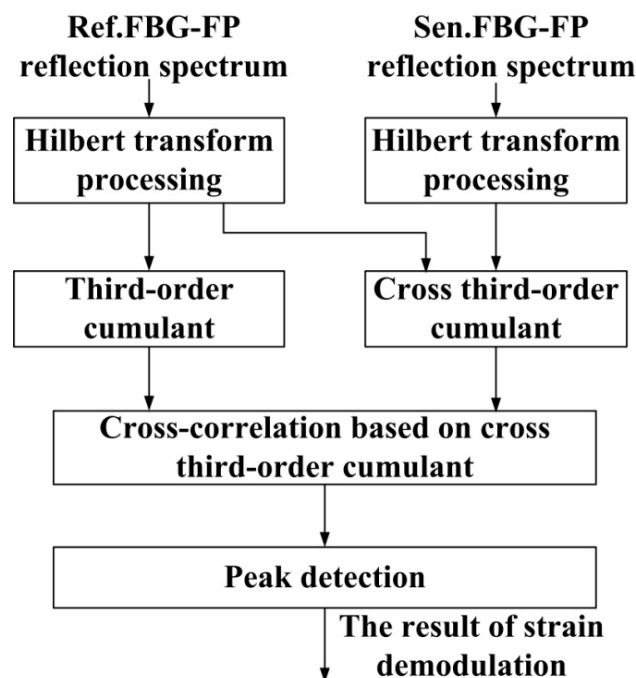 Ref.FBG-FP
reflection spectrum
Sen.FBG-FP
reflection spectrum
Hilbert transform
processing
Hilbert transform
processing
Third-order
cumulant
Cross third-order
cumulant
Cross-correlation based on cross
third-order cumulant
Peak detection
The result of strain
demodulation